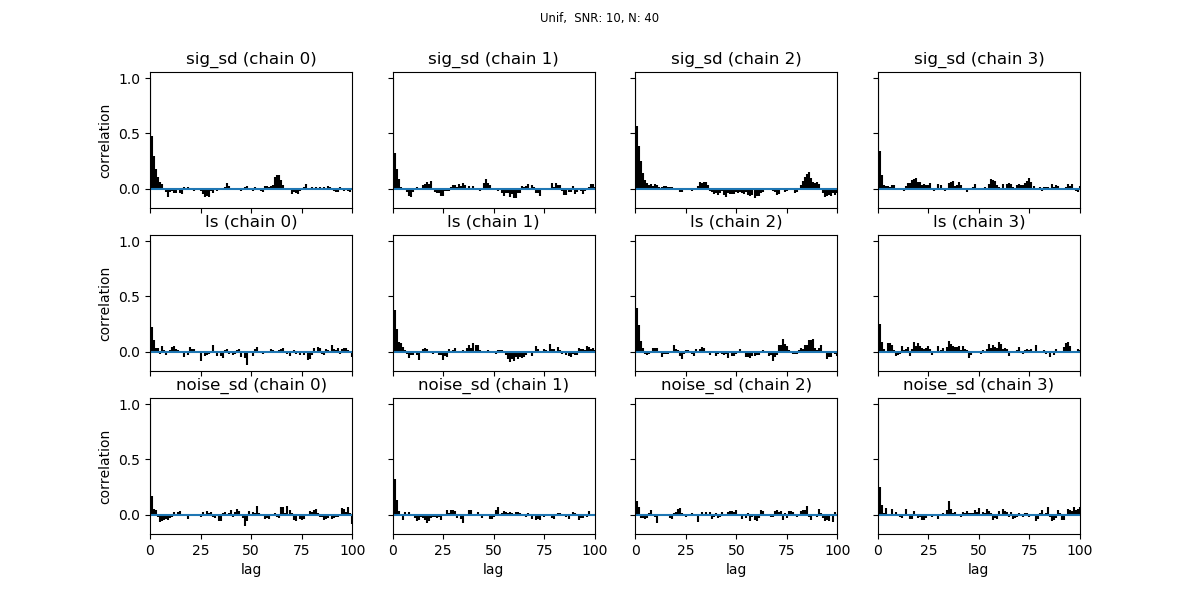 Unif,  SNR: 10, N: 40
sig_sd (chain 0) sig_sd (chain 1) sig_sd (chain 2) sig_sd (chain 3)
1.0
0.5
0.0
correlation
ls (chain 0) ls (chain 1) ls (chain 2) ls (chain 3)
1.0
0.5
0.0
correlation
noise_sd (chain 0) noise_sd (chain 1) noise_sd (chain 2) noise_sd (chain 3)
1.0
0.5
0.0
correlation
0 25 50 75 100 0 25 50 75 100 0 25 50 75 100 0 25 50 75 100
lag lag lag lag